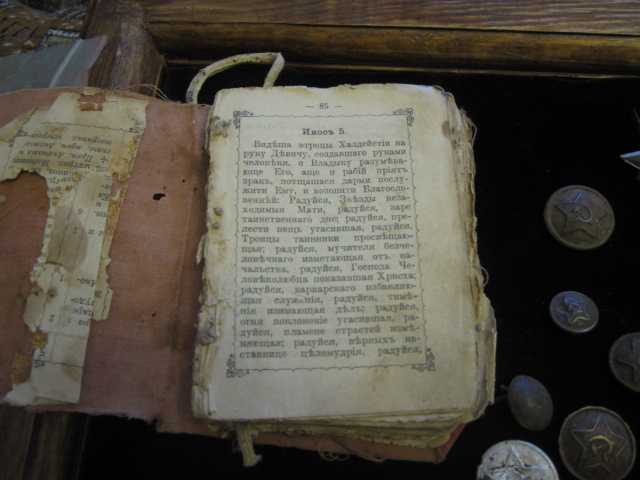 — 85 —
Икосъ 5.
Видѣша отроцы Халдейстіи на
руку Дѣвичу, создавшаго руками
человѣки, и Владыку разумѣва-
юще Его, аще и рабій пріятъ
зракъ, потщашася дарми послу-
жити Ему, и возопити Благосло-
веннѣй: Радуйся, Звѣзды неза-
ходимыя Мати, радуйся, заре
таинственнаго дне; радуйся, пре-
лести пещь угасившая, радуйся,
Троицы таинники просвѣщаю-
щая; радуйся, мучителя безче-
ловѣчнаго изметающая отъ на-
чальства, радуйся, Господа Че-
ловѣколюбца показавшая Христа;
радуйся, варварскаго избавляю-
щая служенія, радуйся, тимѣ-
нія изимающая дѣлъ; радуйся,
огня поклоненіе угасившая, ра-
дуйся, пламене страстей измѣ-
няющая; радуйся, вѣрныхъ на-
ставнице цѣломудрія, радуйся,